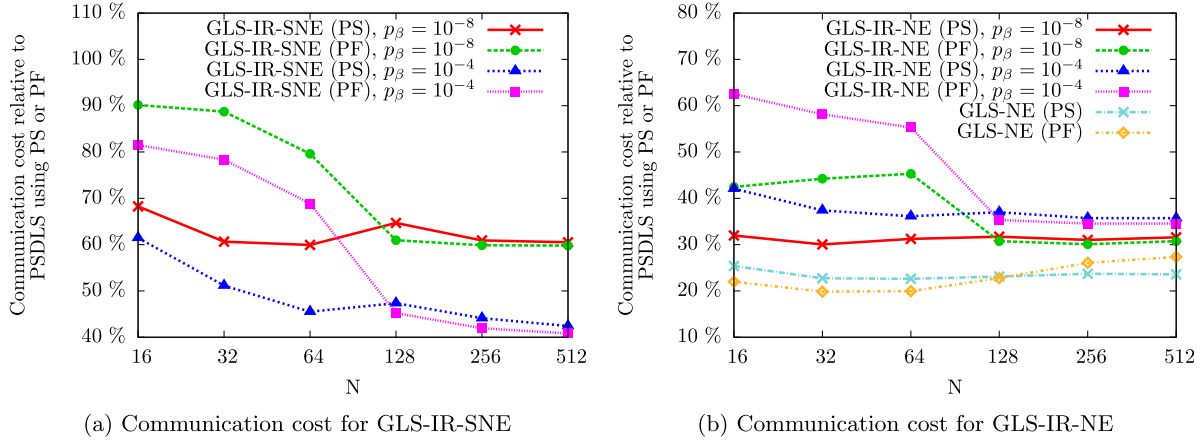 110 %
100 %
90 %
80 %
70 %
60 %
50 %
40 %
16 32 64 128 256 512
N
Communication cost relative to
PSDLS using PS or PF
GLS-IR-SNE (PS), pβ = 10⁻⁸
GLS-IR-SNE (PF), pβ = 10⁻⁸
GLS-IR-SNE (PS), pβ = 10⁻⁴
GLS-IR-SNE (PF), pβ = 10⁻⁴
(a) Communication cost for GLS-IR-SNE
80 %
70 %
60 %
50 %
40 %
30 %
20 %
10 %
16 32 64 128 256 512
N
Communication cost relative to
PSDLS using PS or PF
GLS-IR-NE (PS), pβ = 10⁻⁸
GLS-IR-NE (PF), pβ = 10⁻⁸
GLS-IR-NE (PS), pβ = 10⁻⁴
GLS-IR-NE (PF), pβ = 10⁻⁴
GLS-NE (PS)
GLS-NE (PF)
(b) Communication cost for GLS-IR-NE